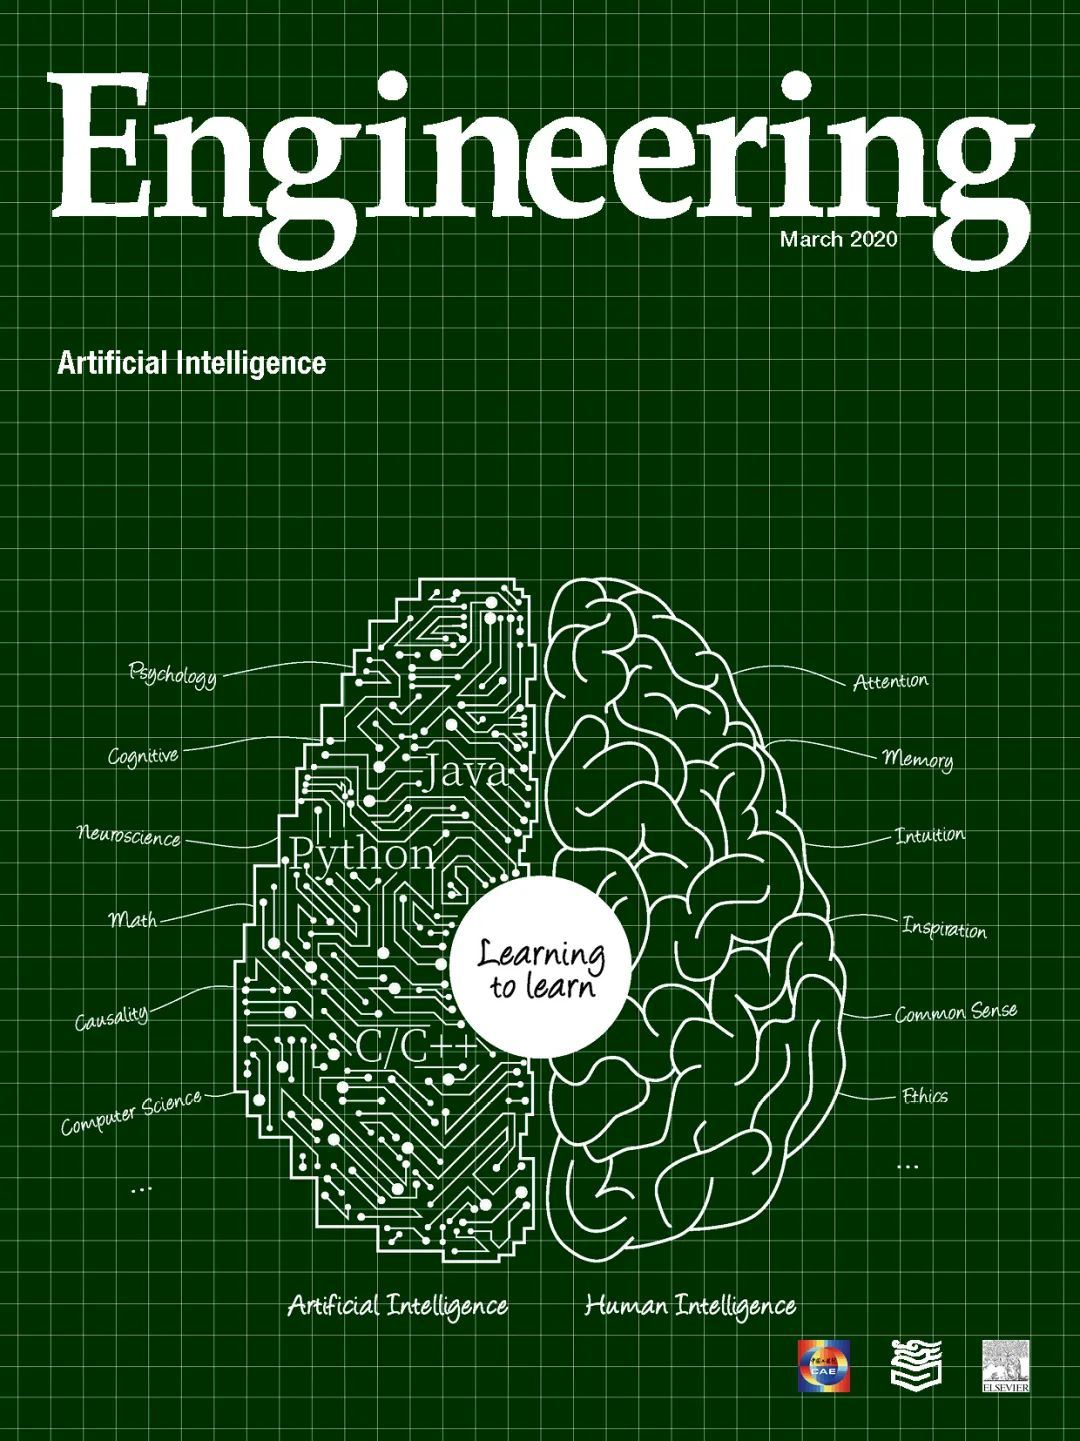 Engineering
March 2020
Artificial Intelligence
Psychology
Cognitive
Neuroscience
Math
Causality
Computer Science
...
Java
Python
C/C++
Learning
to learn
Attention
Memory
Intuition
Inspiration
Common Sense
Ethics
...
Artificial Intelligence
Human Intelligence
CAE
ELSEVIER